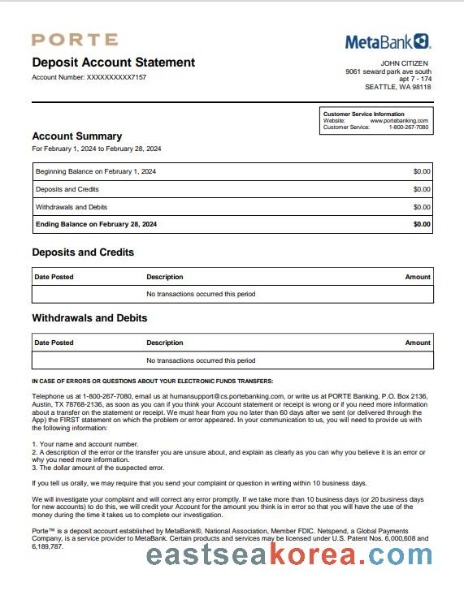 PORTE
MetaBank
Deposit Account Statement
Account Number: XXXXXXXXXX7157
JOHN CITIZEN
9061 seward park ave south
apt 7 - 174
SEATTLE, WA 98118
Customer Service Information
Website: www.portebanking.com
Customer Service: 1-800-267-7080
Account Summary
For February 1, 2024 to February 28, 2024
Beginning Balance on February 1, 2024 $0.00
Deposits and Credits $0.00
Withdrawals and Debits $0.00
Ending Balance on February 28, 2024 $0.00
Deposits and Credits
Date Posted Description Amount
No transactions occurred this period
Withdrawals and Debits
Date Posted Description Amount
No transactions occurred this period
IN CASE OF ERRORS OR QUESTIONS ABOUT YOUR ELECTRONIC FUNDS TRANSFERS:
Telephone us at 1-800-267-7080, email us at humansupport@cs.portebanking.com, or write us at PORTE Banking, P.O. Box 2136,
Austin, TX 78768-2136, as soon as you can if you think your Account statement or receipt is wrong or if you need more information
about a transfer on the statement or receipt. We must hear from you no later than 60 days after we sent (or delivered through the
App) the FIRST statement on which the problem or error appeared. In your communication to us, you will need to provide us with
the following information:
1. Your name and account number.
2. A description of the error or the transfer you are unsure about, and explain as clearly as you can why you believe it is an error or
why you need more information.
3. The dollar amount of the suspected error.
If you tell us orally, we may require that you send your complaint or question in writing within 10 business days.
We will investigate your complaint and will correct any error promptly. If we take more than 10 business days (or 20 business days
for new accounts) to do this, we will credit your Account for the amount you think is in error so that you will have the use of the
money during the time it takes us to complete our investigation.
Porte™ is a deposit account established by MetaBank®, National Association, Member FDIC. Netspend, a Global Payments
Company, is a service provider to MetaBank. Certain products and services may be licensed under U.S. Patent Nos. 6,000,608 and
6,189,787.
eastseakorea.com